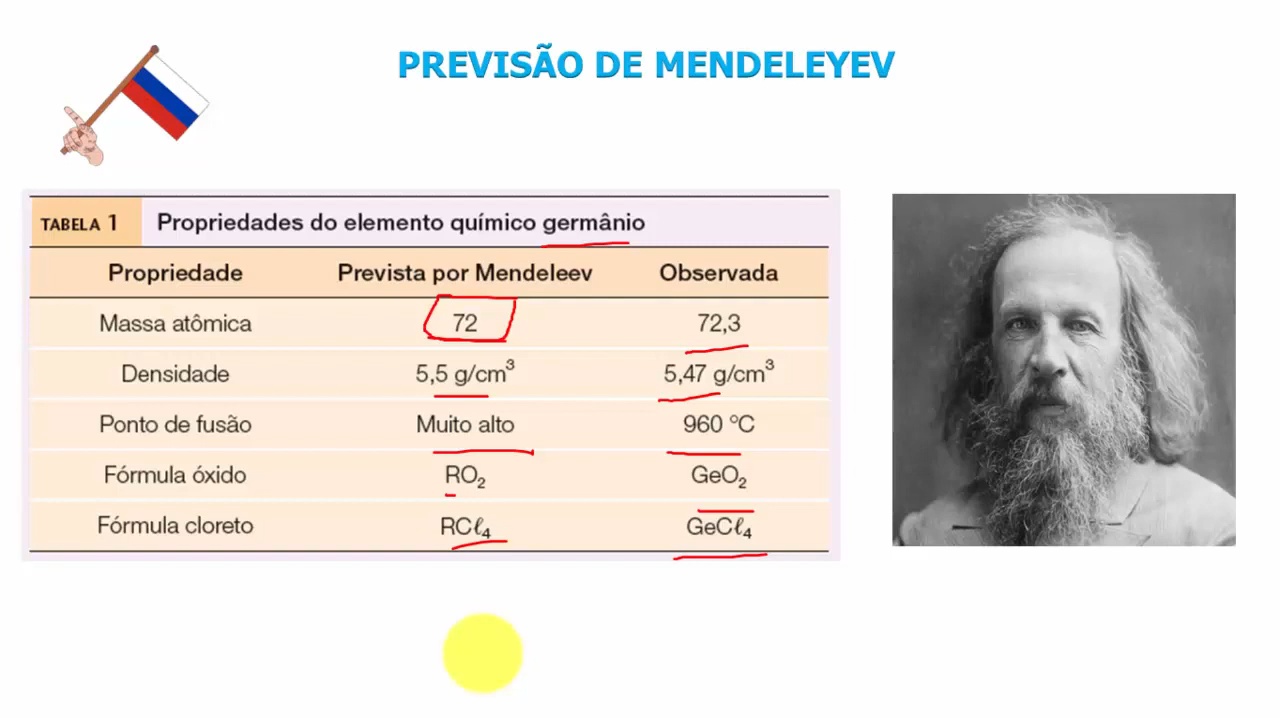 PREVISÃO DE MENDELEYEV
TABELA 1 Propriedades do elemento químico germânio
Propriedade Prevista por Mendeleev Observada
Massa atômica 72 72,3
Densidade 5,5 g/cm³ 5,47 g/cm³
Ponto de fusão Muito alto 960 °C
Fórmula óxido RO₂ GeO₂
Fórmula cloreto RCℓ₄ GeCℓ₄